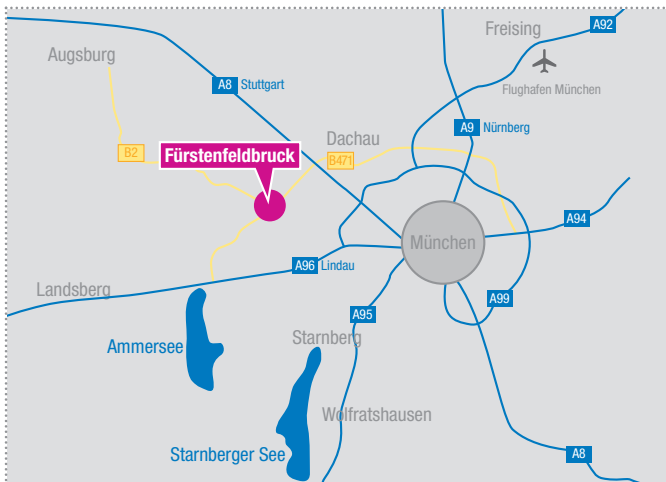 Freising
A92
Augsburg
Flughafen München
A8 Stuttgart
A9 Nürnberg
Dachau
B2
Fürstenfeldbruck
B471
A94
München
A96 Lindau
Landsberg
A99
A95
Starnberg
Ammersee
Wolfratshausen
Starnberger See
A8